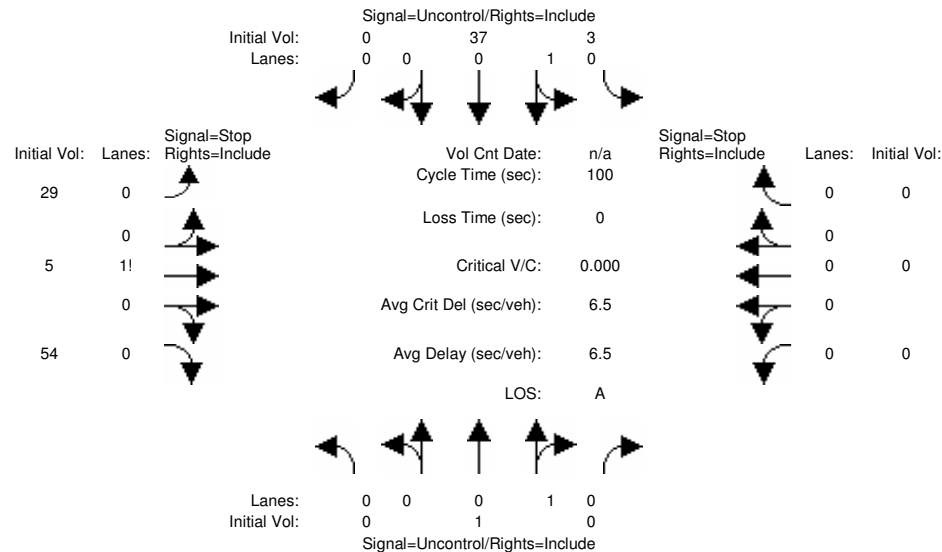 Signal=Uncontrol/Rights=Include
Initial Vol: 0 37 3
Lanes: 0 0 0 1 0
Signal=Stop Signal=Stop
Initial Vol: Lanes: Rights=Include Vol Cnt Date: n/a Rights=Include Lanes: Initial Vol:
Cycle Time (sec): 100
29 0 0 0
Loss Time (sec): 0
0 0
5 1! Critical V/C: 0.000 0 0
0 Avg Crit Del (sec/veh): 6.5 0
54 0 Avg Delay (sec/veh): 6.5 0 0
LOS: A
Lanes: 0 0 0 1 0
Initial Vol: 0 1 0
Signal=Uncontrol/Rights=Include